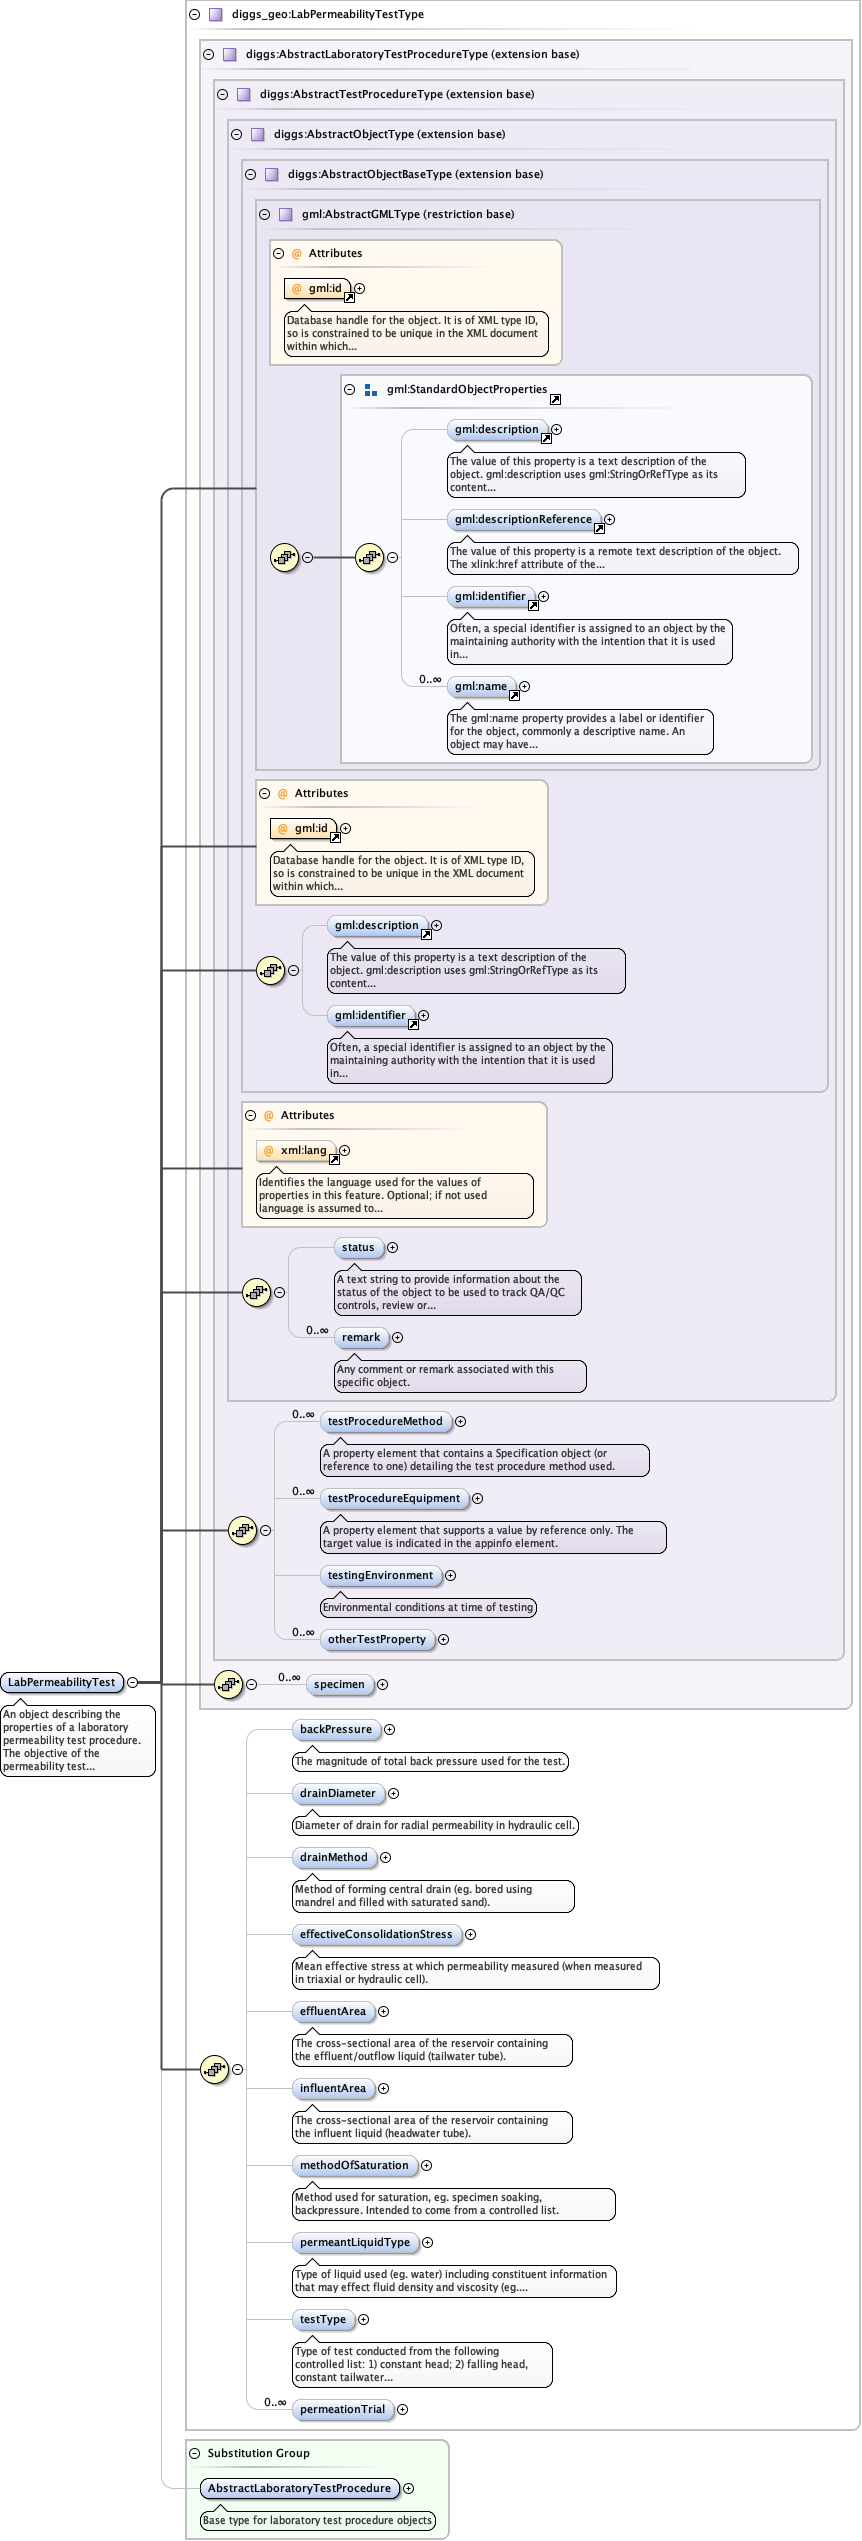 diggs_geo:LabPermeabilityTestType
diggs:AbstractLaboratoryTestProcedureType (extension base)
diggs:AbstractTestProcedureType (extension base)
diggs:AbstractObjectType (extension base)
diggs:AbstractObjectBaseType (extension base)
gml:AbstractGMLType (restriction base)
@ Attributes
@ gml:id
Database handle for the object. It is of XML type ID,
so is constrained to be unique in the XML document
within which...
gml:StandardObjectProperties
gml:description
The value of this property is a text description of the
object. gml:description uses gml:StringOrRefType as its
content...
gml:descriptionReference
The value of this property is a remote text description of the object.
The xlink:href attribute of the...
gml:identifier
Often, a special identifier is assigned to an object by the
maintaining authority with the intention that it is used
in...
0..∞
gml:name
The gml:name property provides a label or identifier
for the object, commonly a descriptive name. An
object may have...
@ Attributes
@ gml:id
Database handle for the object. It is of XML type ID,
so is constrained to be unique in the XML document
within which...
gml:description
The value of this property is a text description of the
object. gml:description uses gml:StringOrRefType as its
content...
gml:identifier
Often, a special identifier is assigned to an object by the
maintaining authority with the intention that it is used
in...
@ Attributes
@ xml:lang
Identifies the language used for the values of
properties in this feature. Optional; if not used
language is assumed to...
status
A text string to provide information about the
status of the object to be used to track QA/QC
controls, review or...
0..∞
remark
Any comment or remark associated with this
specific object.
0..∞
testProcedureMethod
A property element that contains a Specification object (or
reference to one) detailing the test procedure method used.
0..∞
testProcedureEquipment
A property element that supports a value by reference only. The
target value is indicated in the appinfo element.
testingEnvironment
Environmental conditions at time of testing
0..∞
otherTestProperty
LabPermeabilityTest
An object describing the
properties of a laboratory
permeability test procedure.
The objective of the
permeability test...
0..∞
specimen
backPressure
The magnitude of total back pressure used for the test.
drainDiameter
Diameter of drain for radial permeability in hydraulic cell.
drainMethod
Method of forming central drain (eg. bored using
mandrel and filled with saturated sand).
effectiveConsolidationStress
Mean effective stress at which permeability measured (when measured
in triaxial or hydraulic cell).
effluentArea
The cross-sectional area of the reservoir containing
the effluent/outflow liquid (tailwater tube).
influentArea
The cross-sectional area of the reservoir containing
the influent liquid (headwater tube).
methodOfSaturation
Method used for saturation, eg. specimen soaking,
backpressure. Intended to come from a controlled list.
permeantLiquidType
Type of liquid used (eg. water) including constituent information
that may effect fluid density and viscosity (eg....
testType
Type of test conducted from the following
controlled list: 1) constant head; 2) falling head,
constant tailwater...
0..∞
permeationTrial
Substitution Group
AbstractLaboratoryTestProcedure
Base type for laboratory test procedure objects